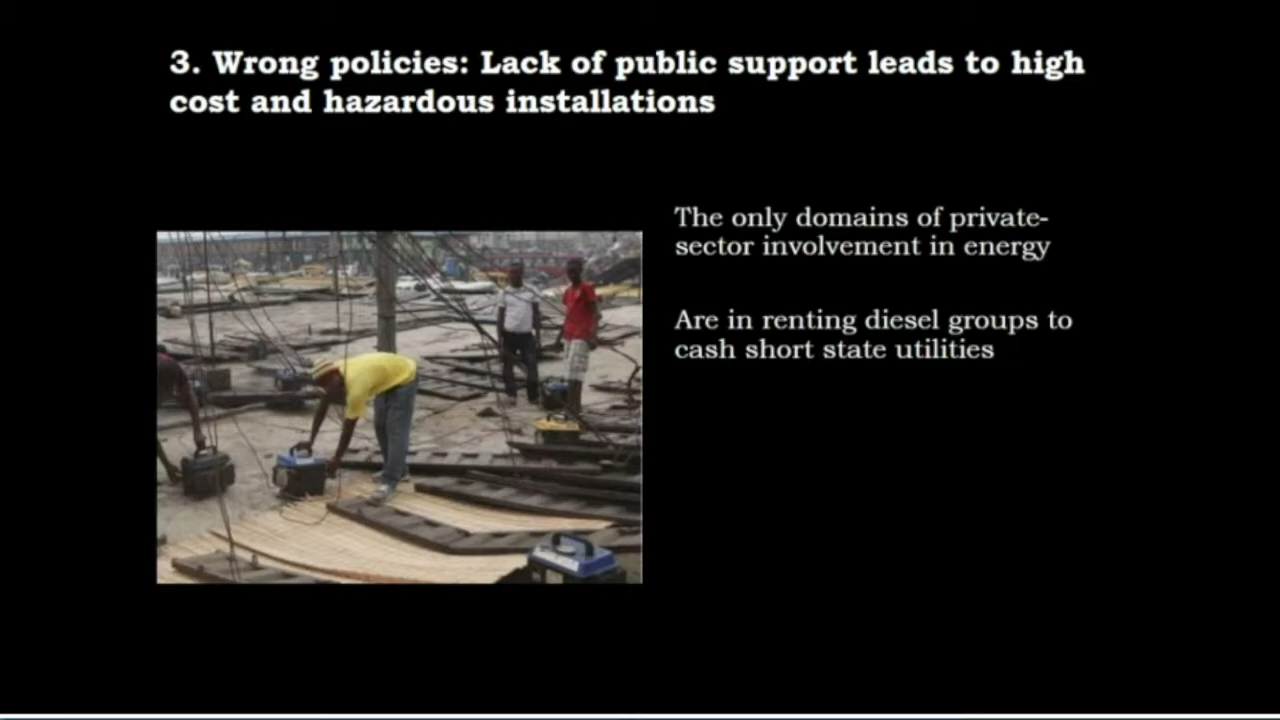 3. Wrong policies: Lack of public support leads to high
cost and hazardous installations
The only domains of private-
sector involvement in energy
Are in renting diesel groups to
cash short state utilities